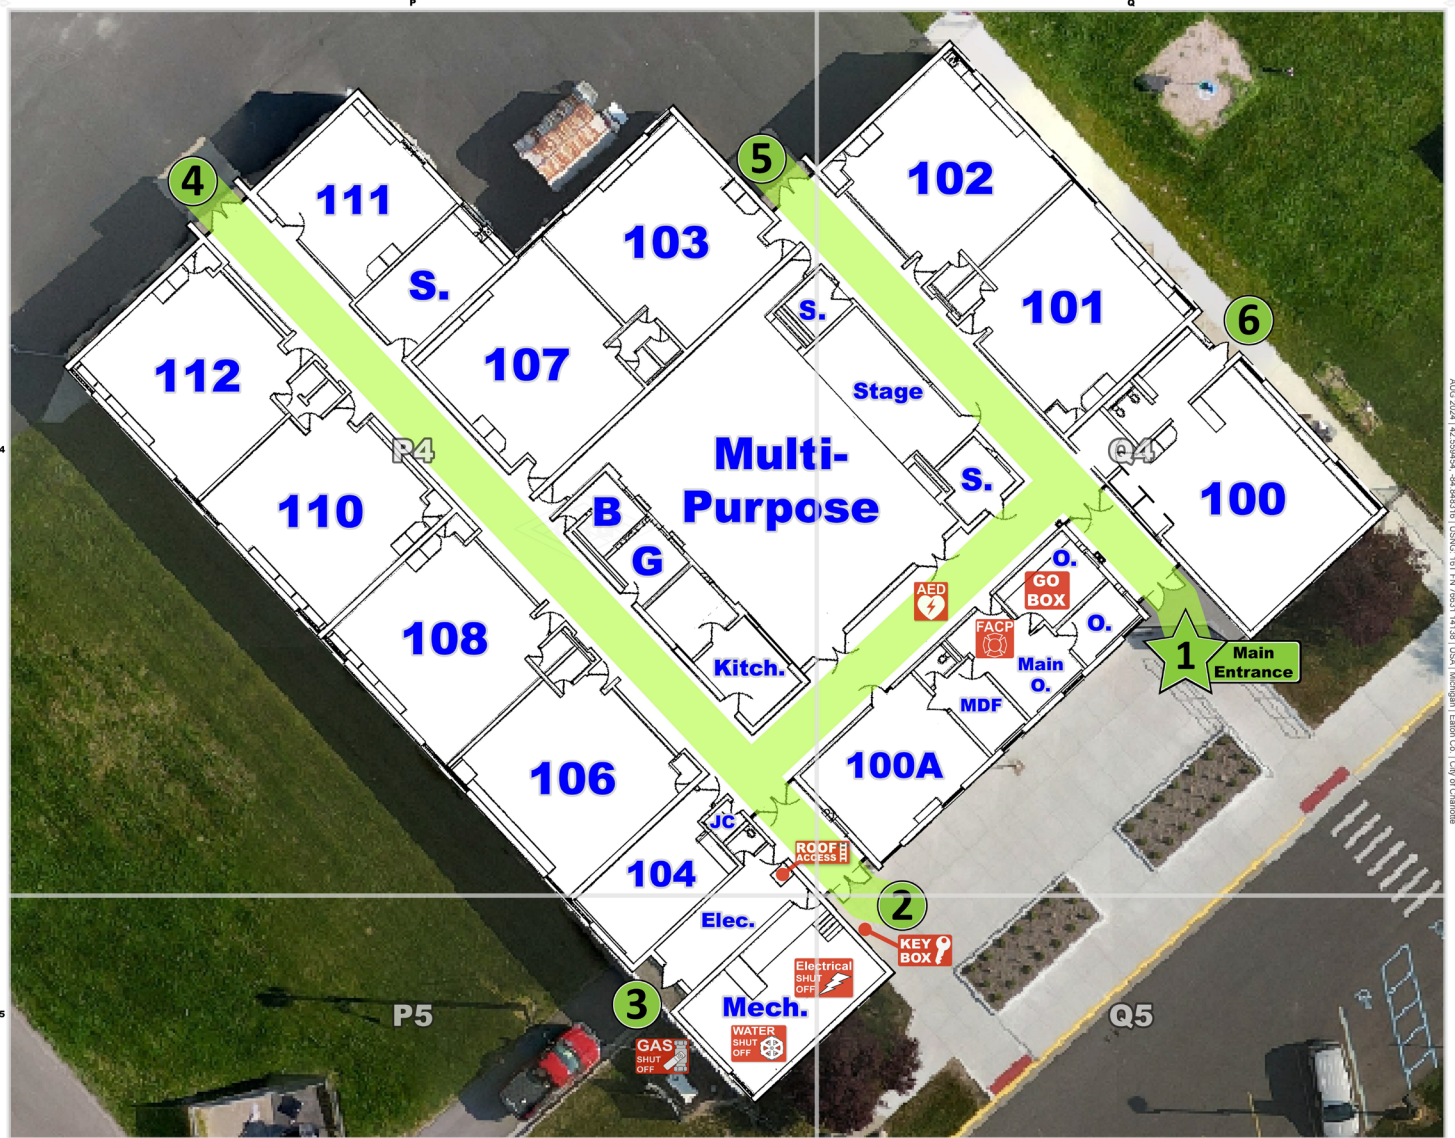 P
Q
4
5
102
111
103
S.
S.
101
6
112
107
Stage
P4
Multi-
Purpose
Q4
S.
100
110
B
G
O.
GO
BOX
AED
108
FACP
O.
Kitch.
Main
O.
1
Main
Entrance
MDF
106
100A
JC
ROOF
ACCESS
104
2
Elec.
KEY
BOX
Electrical
SHUT
OFF
3
Mech.
P5
Q5
WATER
SHUT
OFF
GAS
SHUT
OFF
4
5